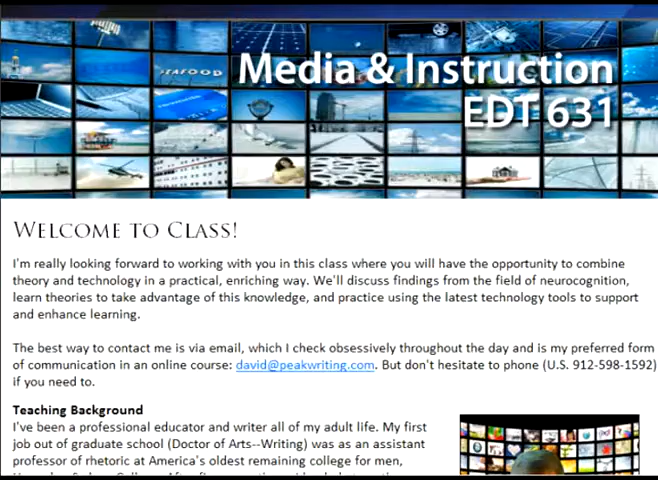 SEAFOOD
Media & Instruction
EDT 631
WELCOME TO CLASS!
I'm really looking forward to working with you in this class where you will have the opportunity to combine
theory and technology in a practical, enriching way. We'll discuss findings from the field of neurocognition,
learn theories to take advantage of this knowledge, and practice using the latest technology tools to support
and enhance learning.
The best way to contact me is via email, which I check obsessively throughout the day and is my preferred form
of communication in an online course: david@peakwriting.com. But don't hesitate to phone (U.S. 912-598-1592)
if you need to.
Teaching Background
I've been a professional educator and writer all of my adult life. My first
job out of graduate school (Doctor of Arts--Writing) was as an assistant
professor of rhetoric at America's oldest remaining college for men,